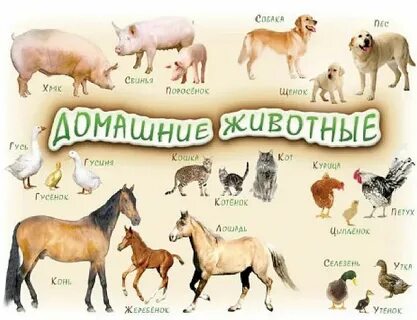 Собака
Пёс
Хряк
Свинья
Поросёнок
Щенок
ДОМАШНИЕ ЖИВОТНЫЕ
Гусь
Гусиня
Гусёнок
Кошка
Кот
Котёнок
Курица
Петух
Цыплёнок
Конь
Жеребёнок
Лошадь
Селезень
Утка
Утёнок